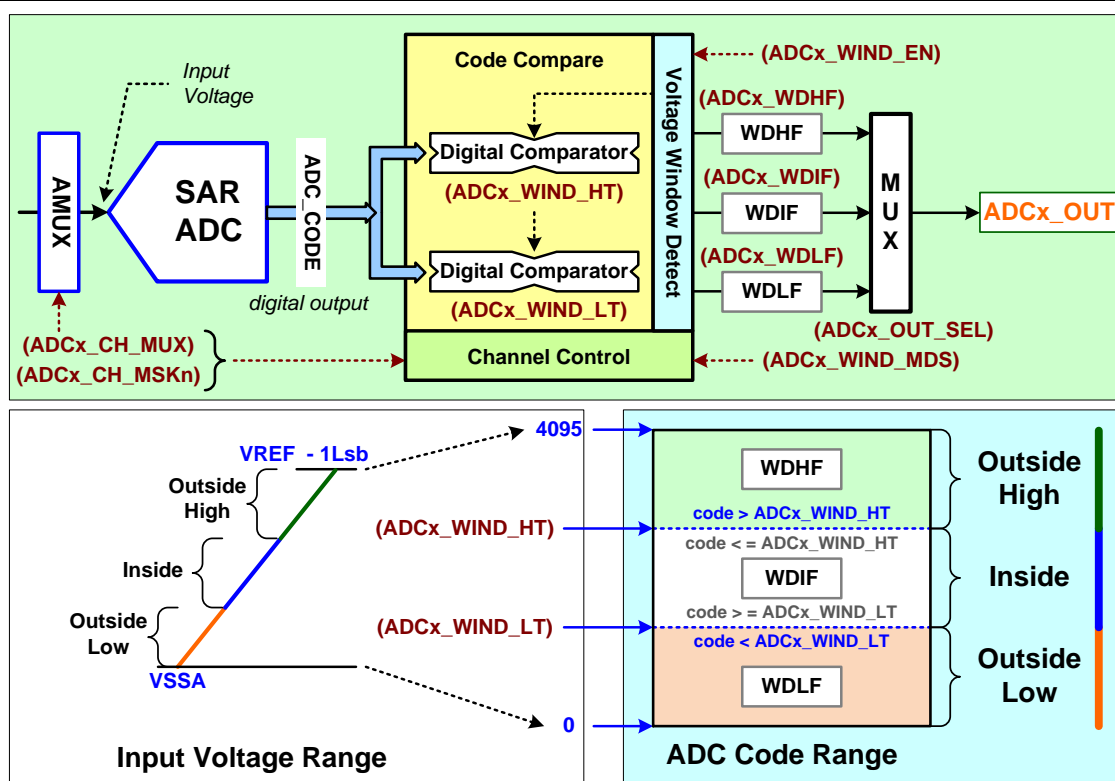 Input
Voltage
AMUX
SAR
ADC
ADC_CODE
digital output
Code Compare
Digital Comparator
(ADCx_WIND_HT)
Digital Comparator
(ADCx_WIND_LT)
Voltage Window Detect
Channel Control
(ADCx_CH_MUX)
(ADCx_CH_MSKn)
(ADCx_WIND_EN)
(ADCx_WDHF)
WDHF
(ADCx_WDIF)
WDIF
(ADCx_WDLF)
WDLF
MUX
ADCx_OUT
(ADCx_OUT_SEL)
(ADCx_WIND_MDS)
VREF - 1Lsb
Outside
High
Inside
Outside
Low
VSSA
Input Voltage Range
4095
(ADCx_WIND_HT)
(ADCx_WIND_LT)
0
WDHF
code > ADCx_WIND_HT
code < = ADCx_WIND_HT
WDIF
code > = ADCx_WIND_LT
code < ADCx_WIND_LT
WDLF
Outside
High
Inside
Outside
Low
ADC Code Range